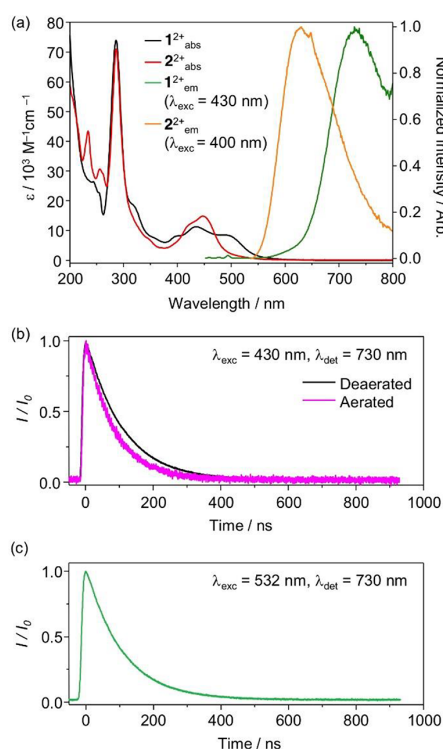 (a)
80
70
60
50
40
30
20
10
0
ε / 10³ M⁻¹cm⁻¹
1²⁺abs
2²⁺abs
1²⁺em
(λexc = 430 nm)
2²⁺em
(λexc = 400 nm)
1.0
0.8
0.6
0.4
0.2
0.0
Normalized Intensity / Arb.
200 300 400 500 600 700 800
Wavelength / nm
(b)
λexc = 430 nm, λdet = 730 nm
Deaerated
Aerated
1.0
0.5
0.0
I / I₀
0 200 400 600 800 1000
Time / ns
(c)
λexc = 532 nm, λdet = 730 nm
1.0
0.5
0.0
I / I₀
0 200 400 600 800 1000
Time / ns